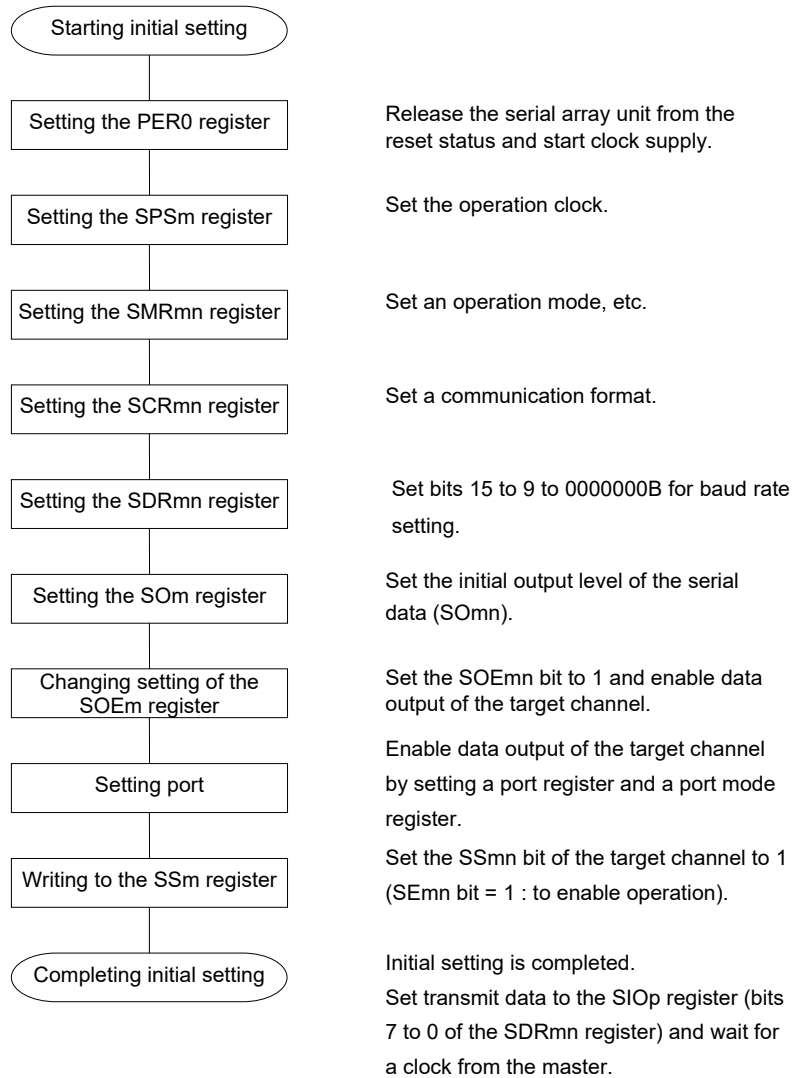 Starting initial setting
Setting the PER0 register
Release the serial array unit from the
reset status and start clock supply.
Setting the SPSm register
Set the operation clock.
Setting the SMRmn register
Set an operation mode, etc.
Setting the SCRmn register
Set a communication format.
Setting the SDRmn register
Set bits 15 to 9 to 0000000B for baud rate
setting.
Setting the SOm register
Set the initial output level of the serial
data (SOmn).
Changing setting of the
SOEm register
Set the SOEmn bit to 1 and enable data
output of the target channel.
Setting port
Enable data output of the target channel
by setting a port register and a port mode
register.
Writing to the SSm register
Set the SSmn bit of the target channel to 1
(SEmn bit = 1 : to enable operation).
Completing initial setting
Initial setting is completed.
Set transmit data to the SIOp register (bits
7 to 0 of the SDRmn register) and wait for
a clock from the master.